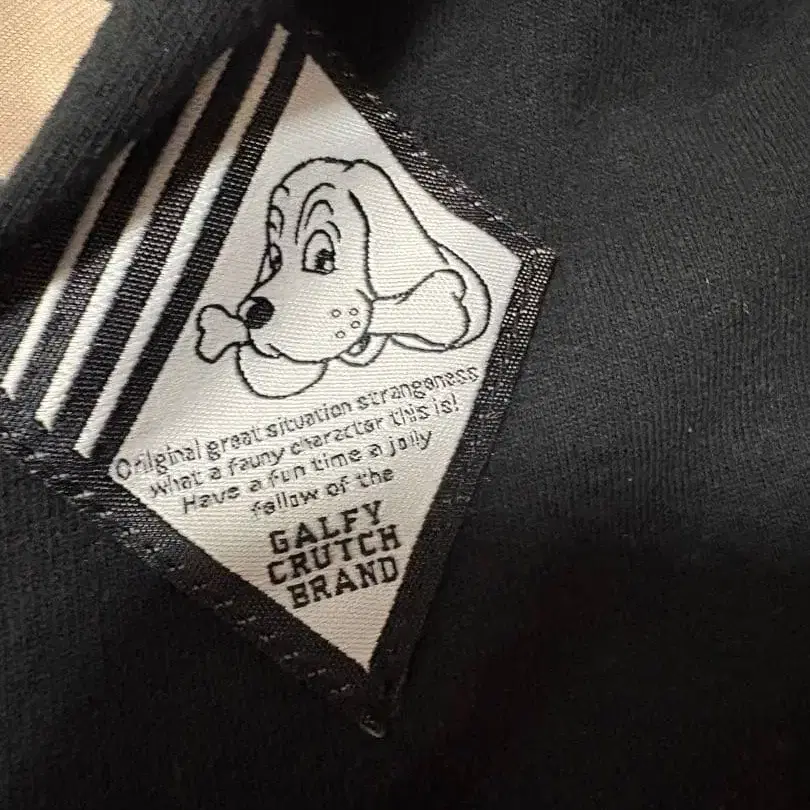 Original great situation strangeness
what a fauny character this is!
Have a fun time a jolly
fellow of the
GALFY
CRUTCH
BRAND